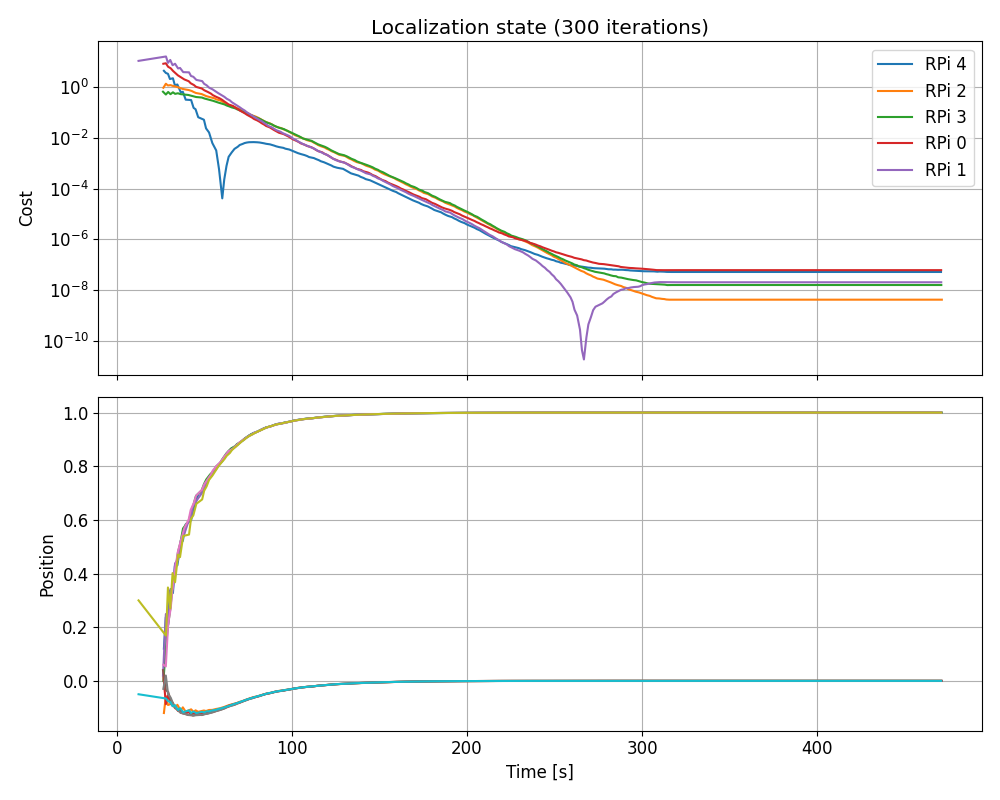 Localization state (300 iterations)
10^0
10^-2
10^-4
10^-6
10^-8
10^-10
Cost
RPi 4
RPi 2
RPi 3
RPi 0
RPi 1
1.0
0.8
0.6
0.4
0.2
0.0
Position
0 100 200 300 400
Time [s]